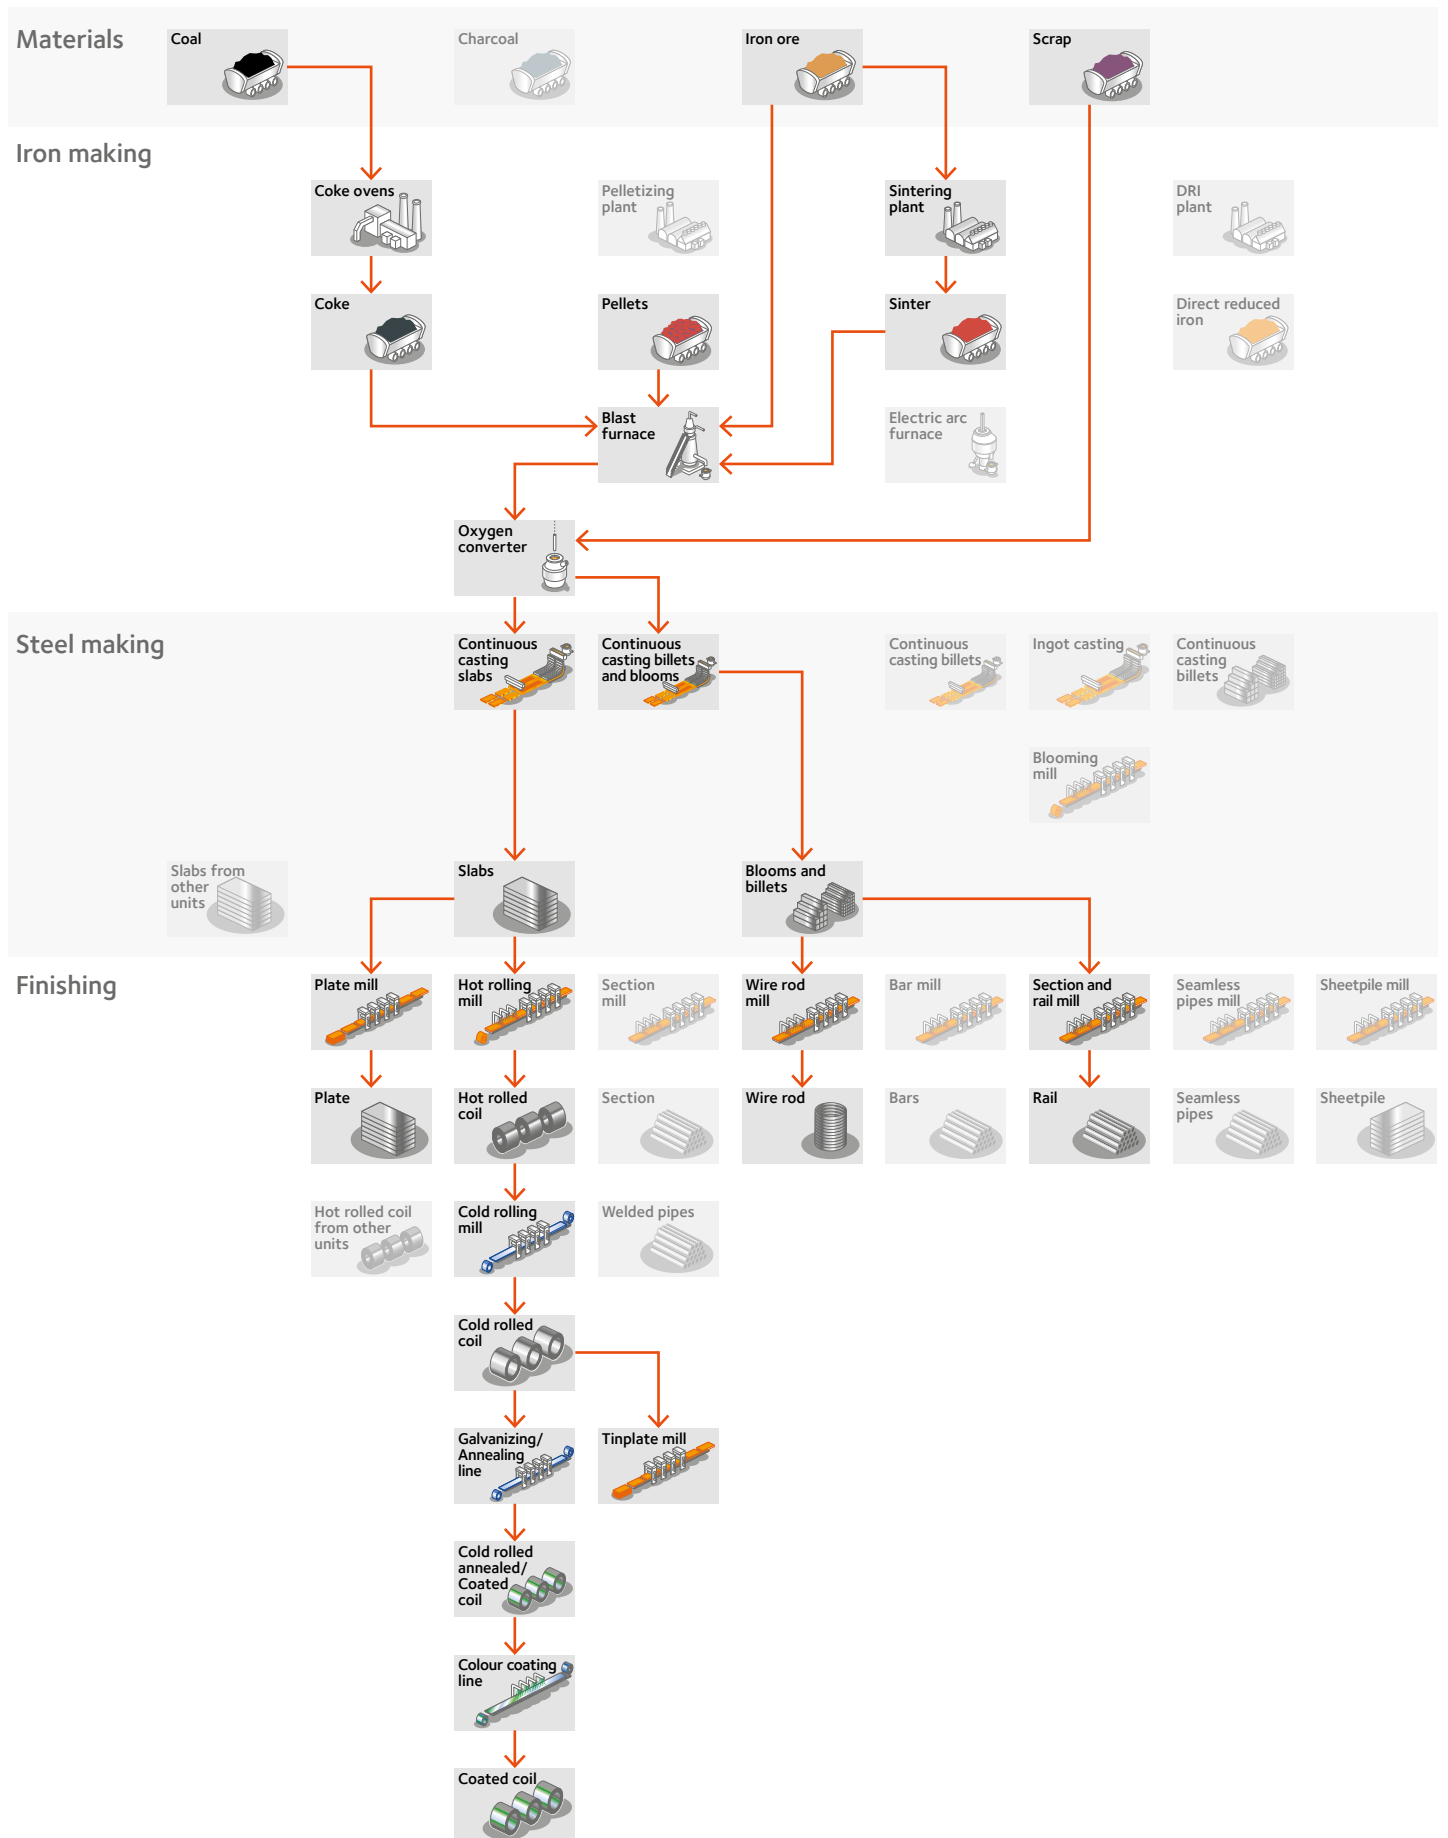 Materials
Coal
Charcoal
Iron ore
Scrap
Iron making
Coke ovens
Pelletizing
plant
Sintering
plant
DRI
plant
Coke
Pellets
Sinter
Direct reduced
iron
Blast
furnace
Electric arc
furnace
Oxygen
converter
Steel making
Continuous
casting
slabs
Continuous
casting billets
and blooms
Continuous
casting billets
Ingot casting
Continuous
casting
billets
Blooming
mill
Slabs from
other
units
Slabs
Blooms and
billets
Finishing
Plate mill
Hot rolling
mill
Section
mill
Wire rod
mill
Bar mill
Section and
rail mill
Seamless
pipes mill
Sheetpile mill
Plate
Hot rolled
coil
Section
Wire rod
Bars
Rail
Seamless
pipes
Sheetpile
Hot rolled coil
from other
units
Cold rolling
mill
Welded pipes
Cold rolled
coil
Galvanizing/
Annealing
line
Tinplate mill
Cold rolled
annealed/
Coated
coil
Colour coating
line
Coated coil